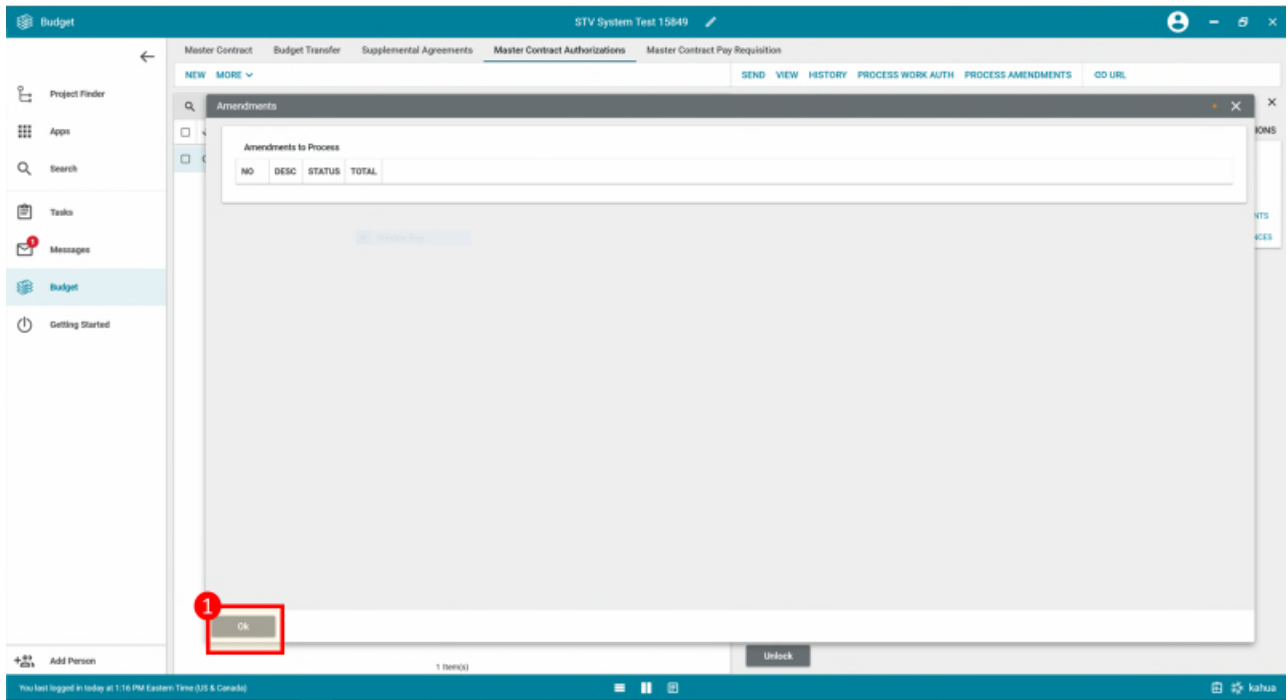 Budget
STV System Test 15849
Master Contract Budget Transfer Supplemental Agreements Master Contract Authorizations Master Contract Pay Requisition
NEW MORE
SEND VIEW HISTORY PROCESS WORK AUTH PROCESS AMENDMENTS URL
Project Finder
Apps
Search
Tasks
1
Messages
Budget
Getting Started
Amendments
IONS
Amendments to Process
NO DESC STATUS TOTAL
NTS
NCES
1
Ok
Unlock
Add Person
1 Item(s)
You last logged in today at 1:16 PM Eastern Time (US & Canada)
kahua